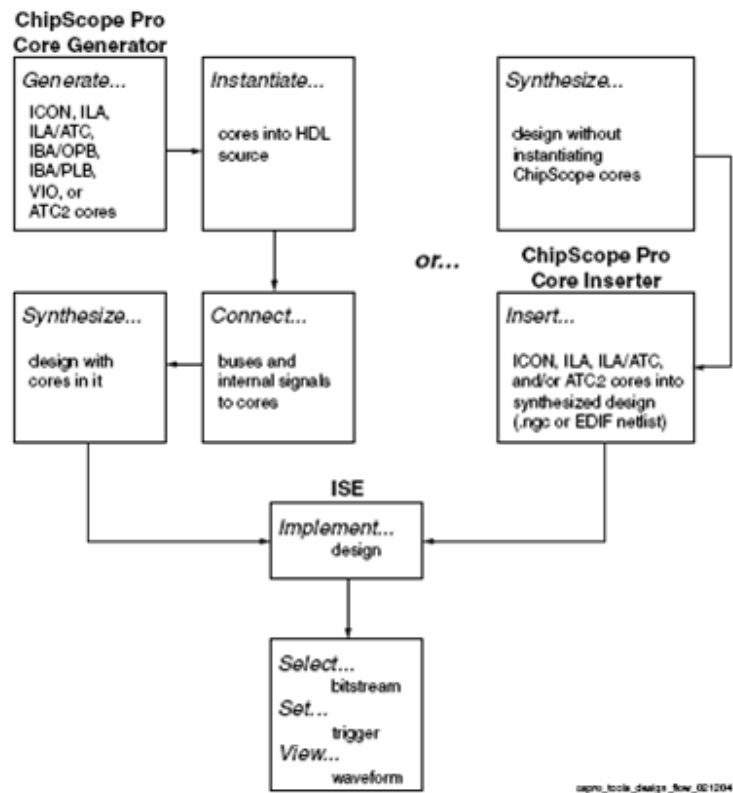 ChipScope Pro
Core Generator
Generate...
ICON, ILA,
ILA/ATC,
IBA/OPB,
IBA/PLB,
VIO, or
ATC2 cores
Instantiate...
cores into HDL
source
Synthesize...
design without
instantiating
ChipScope cores
or...
ChipScope Pro
Core Inserter
Synthesize...
design with
cores in it
Connect...
buses and
internal signals
to cores
Insert...
ICON, ILA, ILA/ATC,
and/or ATC2 cores into
synthesized design
(.ngc or EDIF netlist)
ISE
Implement...
design
Select...
bitstream
Set...
trigger
View...
waveform
cspro_tools_design_flow_021204